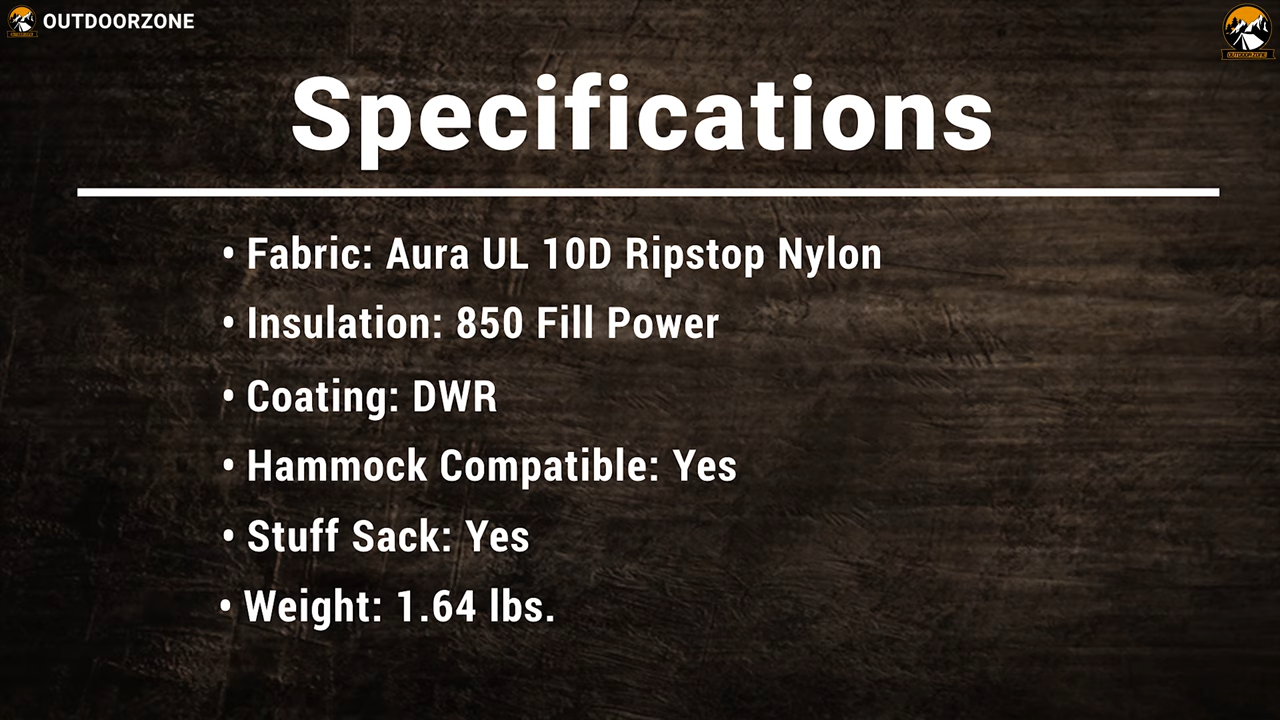 OUTDOORZONE
OUTDOORZONE
Specifications
• Fabric: Aura UL 10D Ripstop Nylon
• Insulation: 850 Fill Power
• Coating: DWR
• Hammock Compatible: Yes
• Stuff Sack: Yes
• Weight: 1.64 lbs.